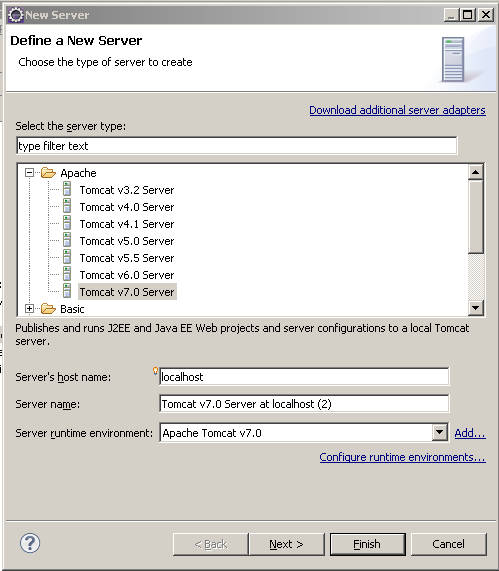 New Server
Define a New Server
Choose the type of server to create
Download additional server adapters
Select the server type:
type filter text
Apache
Tomcat v3.2 Server
Tomcat v4.0 Server
Tomcat v4.1 Server
Tomcat v5.0 Server
Tomcat v5.5 Server
Tomcat v6.0 Server
Tomcat v7.0 Server
Basic
Publishes and runs J2EE and Java EE Web projects and server configurations to a local Tomcat
server.
Server's host name: localhost
Server name: Tomcat v7.0 Server at localhost (2)
Server runtime environment: Apache Tomcat v7.0 Add...
Configure runtime environments...
? < Back Next > Finish Cancel